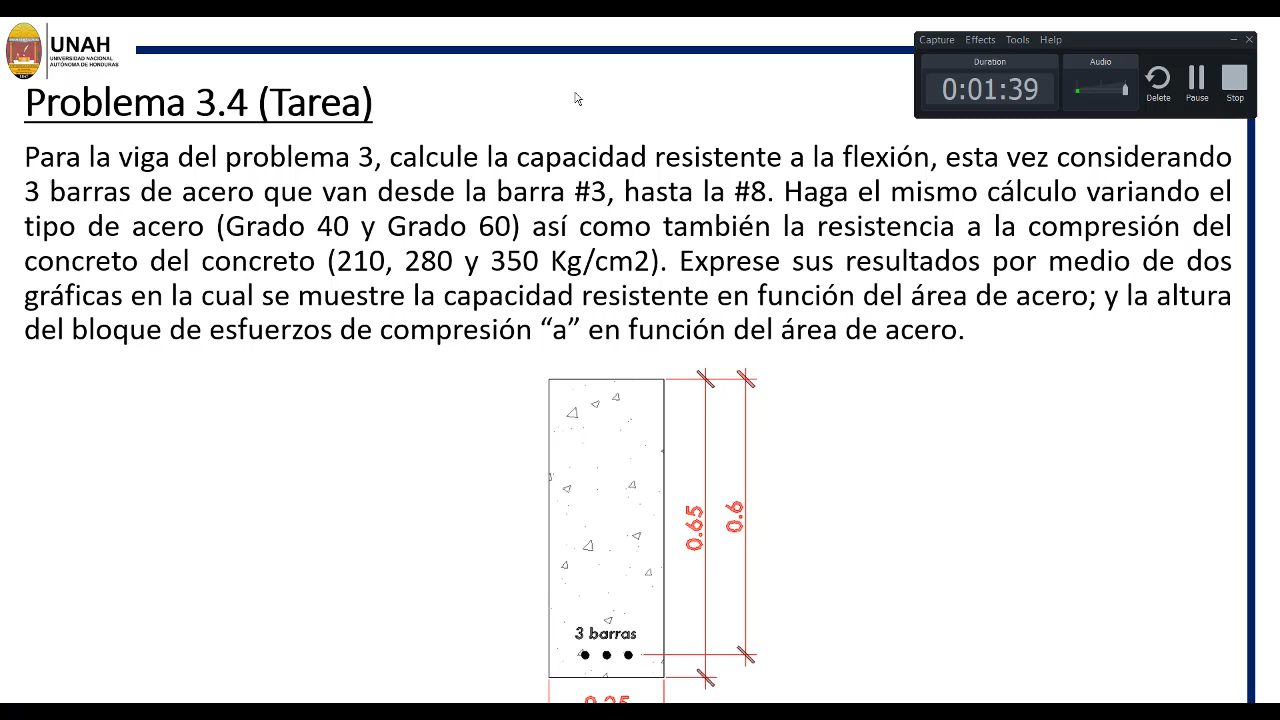 UNAH
UNIVERSIDAD NACIONAL
AUTÓNOMA DE HONDURAS
Capture Effects Tools Help
Duration
Audio
0:01:39
Delete
Pause
Stop
Problema 3.4 (Tarea)
Para la viga del problema 3, calcule la capacidad resistente a la flexión, esta vez considerando
3 barras de acero que van desde la barra #3, hasta la #8. Haga el mismo cálculo variando el
tipo de acero (Grado 40 y Grado 60) así como también la resistencia a la compresión del
concreto del concreto (210, 280 y 350 Kg/cm2). Exprese sus resultados por medio de dos
gráficas en la cual se muestre la capacidad resistente en función del área de acero; y la altura
del bloque de esfuerzos de compresión “a” en función del área de acero.
0.65
0.6
3 barras